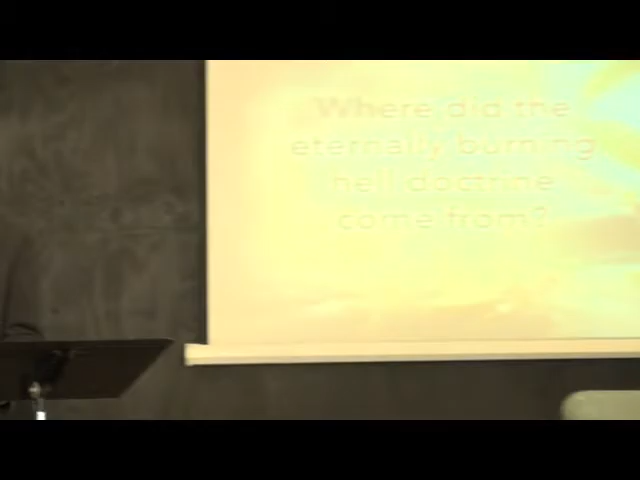 Where did the
eternally burning
hell doctrine
come from?